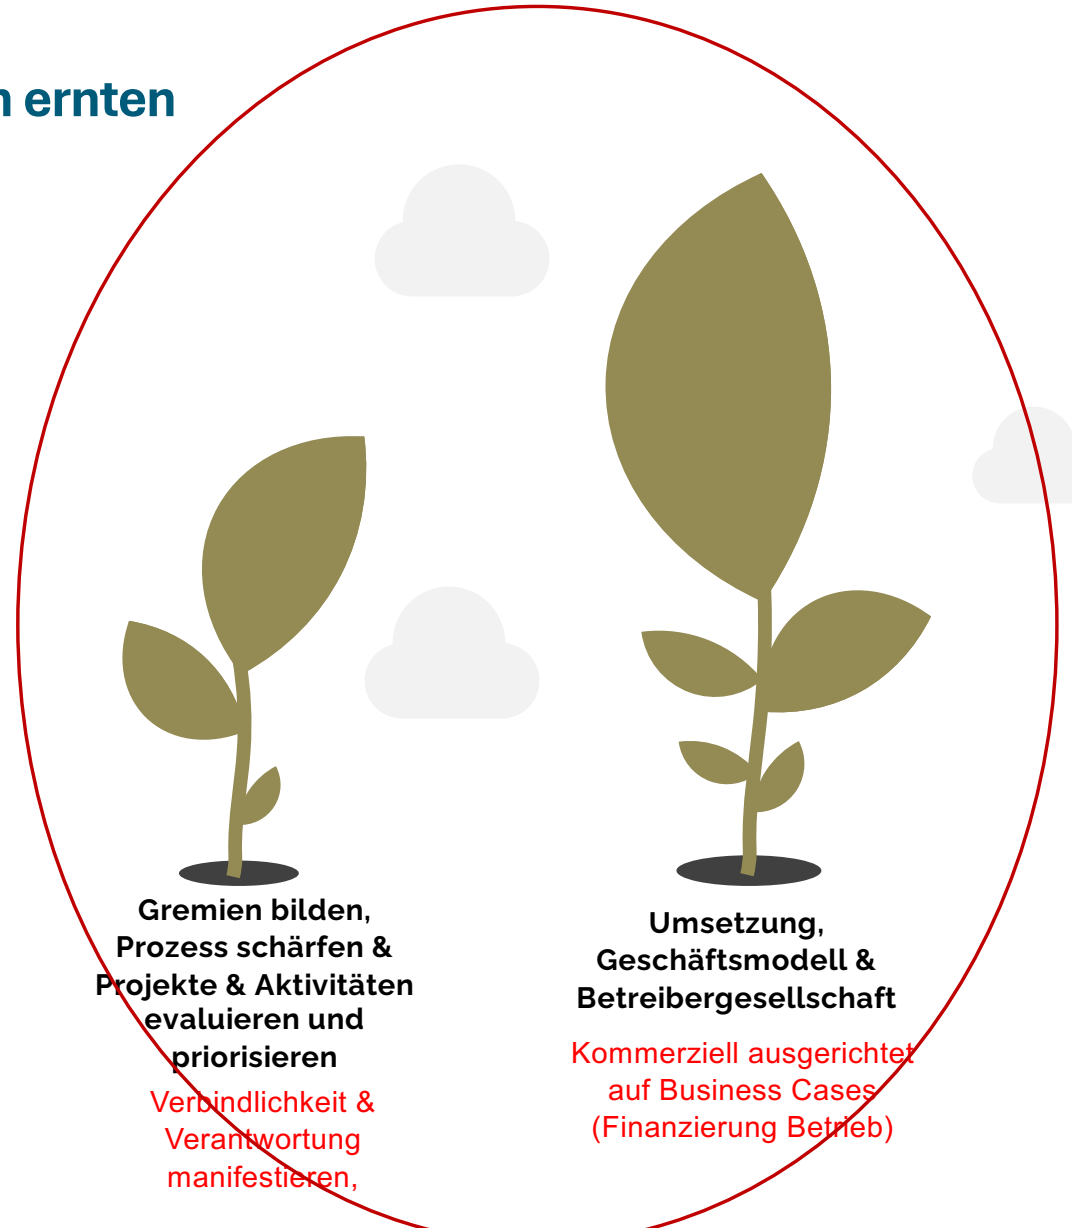 ernten
Gremien bilden,
Prozess schärfen &
Projekte & Aktivitäten
evaluieren und
priorisieren
Verbindlichkeit &
Verantwortung
manifestieren,
Umsetzung,
Geschäftsmodell &
Betreibergesellschaft
Kommerziell ausgerichtet
auf Business Cases
(Finanzierung Betrieb)